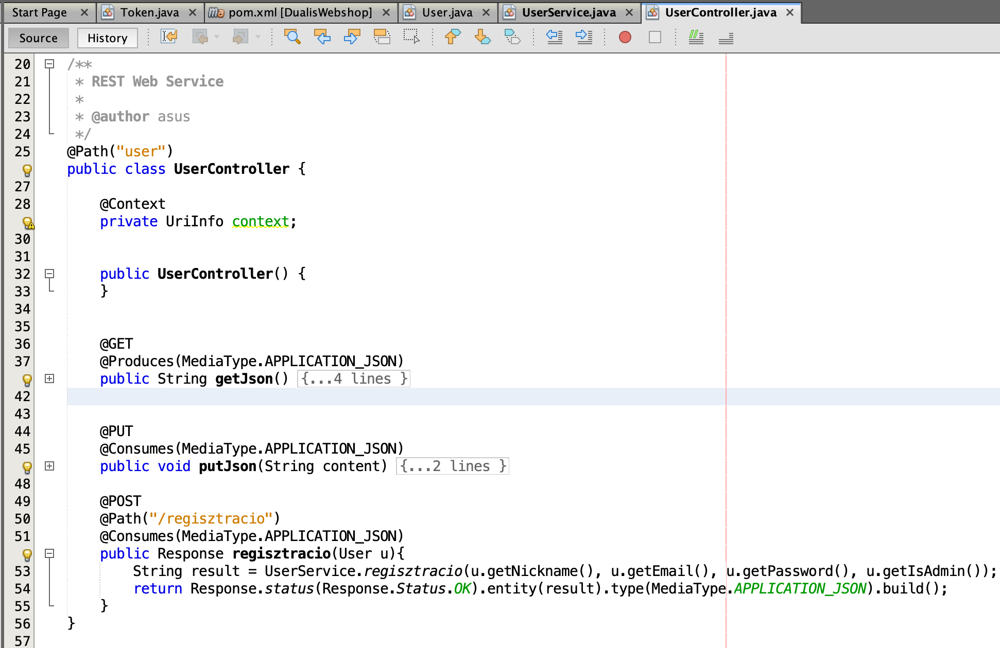 Start Page Token.java pom.xml [DualisWebshop] User.java UserService.java UserController.java
Source History
20 /**
21 * REST Web Service
22 *
23 * @author asus
24 */
25 @Path("user")
public class UserController {
27
28 @Context
private UriInfo context;
30
31
32 public UserController() {
33 }
34
35
36 @GET
37 @Produces(MediaType.APPLICATION_JSON)
public String getJson() {...4 lines }
42
43
44 @PUT
45 @Consumes(MediaType.APPLICATION_JSON)
public void putJson(String content) {...2 lines }
48
49 @POST
50 @Path("/regisztracio")
51 @Consumes(MediaType.APPLICATION_JSON)
public Response regisztracio(User u){
53 String result = UserService.regisztracio(u.getNickname(), u.getEmail(), u.getPassword(), u.getIsAdmin());
54 return Response.status(Response.Status.OK).entity(result).type(MediaType.APPLICATION_JSON).build();
55 }
56 }
57